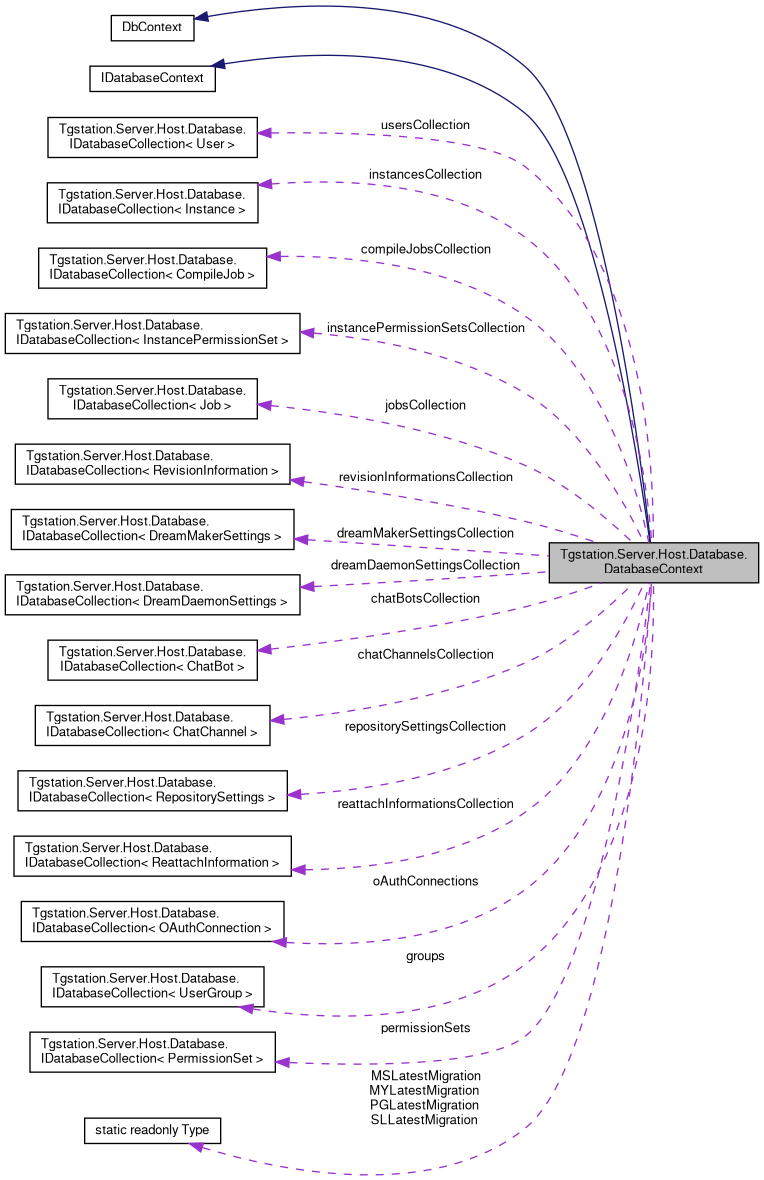 DbContext
IDatabaseContext
Tgstation.Server.Host.Database.
IDatabaseCollection< User >
usersCollection
Tgstation.Server.Host.Database.
IDatabaseCollection< Instance >
instancesCollection
Tgstation.Server.Host.Database.
IDatabaseCollection< CompileJob >
compileJobsCollection
Tgstation.Server.Host.Database.
IDatabaseCollection< InstancePermissionSet >
instancePermissionSetsCollection
Tgstation.Server.Host.Database.
IDatabaseCollection< Job >
jobsCollection
Tgstation.Server.Host.Database.
IDatabaseCollection< RevisionInformation >
revisionInformationsCollection
Tgstation.Server.Host.Database.
IDatabaseCollection< DreamMakerSettings >
dreamMakerSettingsCollection
Tgstation.Server.Host.Database.
DatabaseContext
Tgstation.Server.Host.Database.
IDatabaseCollection< DreamDaemonSettings >
dreamDaemonSettingsCollection
Tgstation.Server.Host.Database.
IDatabaseCollection< ChatBot >
chatBotsCollection
Tgstation.Server.Host.Database.
IDatabaseCollection< ChatChannel >
chatChannelsCollection
Tgstation.Server.Host.Database.
IDatabaseCollection< RepositorySettings >
repositorySettingsCollection
Tgstation.Server.Host.Database.
IDatabaseCollection< ReattachInformation >
reattachInformationsCollection
Tgstation.Server.Host.Database.
IDatabaseCollection< OAuthConnection >
oAuthConnections
Tgstation.Server.Host.Database.
IDatabaseCollection< UserGroup >
groups
Tgstation.Server.Host.Database.
IDatabaseCollection< PermissionSet >
permissionSets
static readonly Type
MSLatestMigration
MYLatestMigration
PGLatestMigration
SLLatestMigration